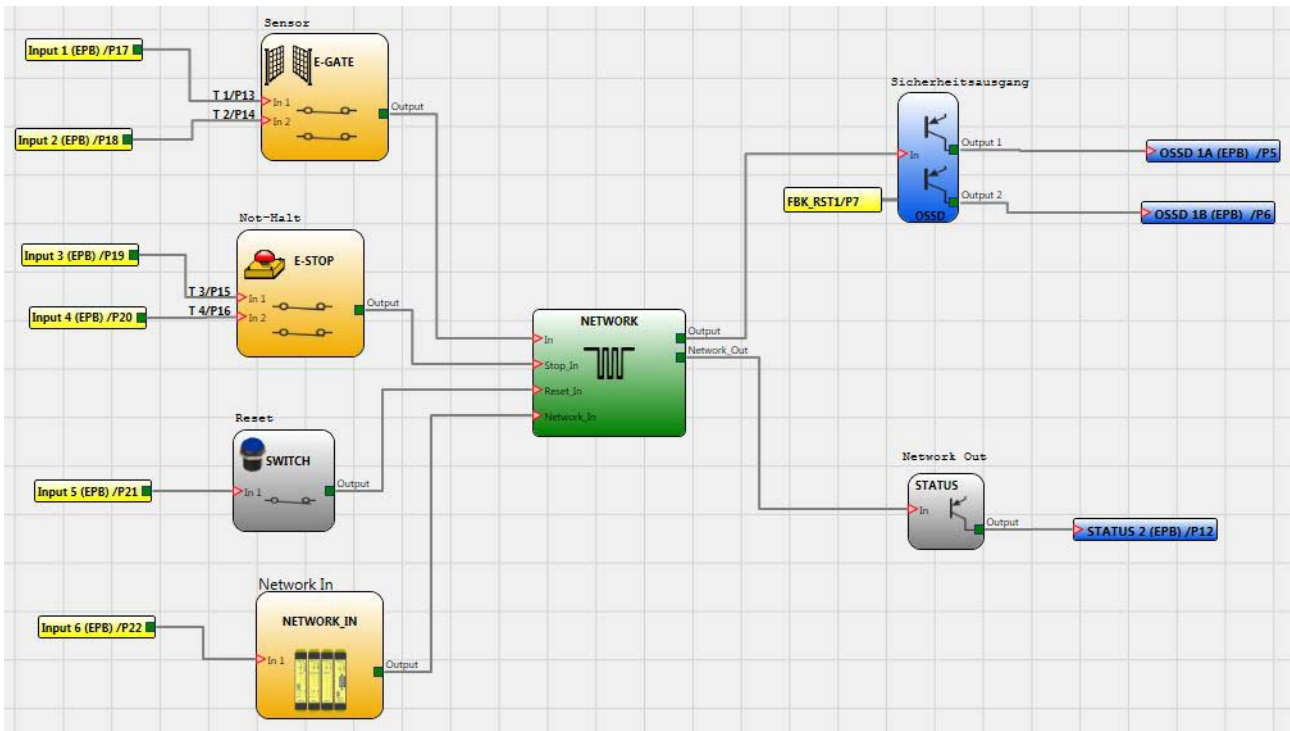 Sensor
Input 1 (EPB) /P17
E-GATE
T 1/P13
In 1
T 2/P14
In 2
Output
Input 2 (EPB) /P18
Not-Halt
Input 3 (EPB) /P19
E-STOP
T 3/P15
In 1
T 4/P16
In 2
Output
Input 4 (EPB) /P20
Reset
SWITCH
Input 5 (EPB) /P21
In 1
Output
Network In
NETWORK_IN
Input 6 (EPB) /P22
In 1
Output
NETWORK
In
Stop_In
Reset_In
Network_In
Output
Network_Out
Sicherheitsausgang
In
Output 1
Output 2
OSSD
FBK_RST1/P7
OSSD 1A (EPB) /P5
OSSD 1B (EPB) /P6
Network Out
STATUS
In
Output
STATUS 2 (EPB) /P12